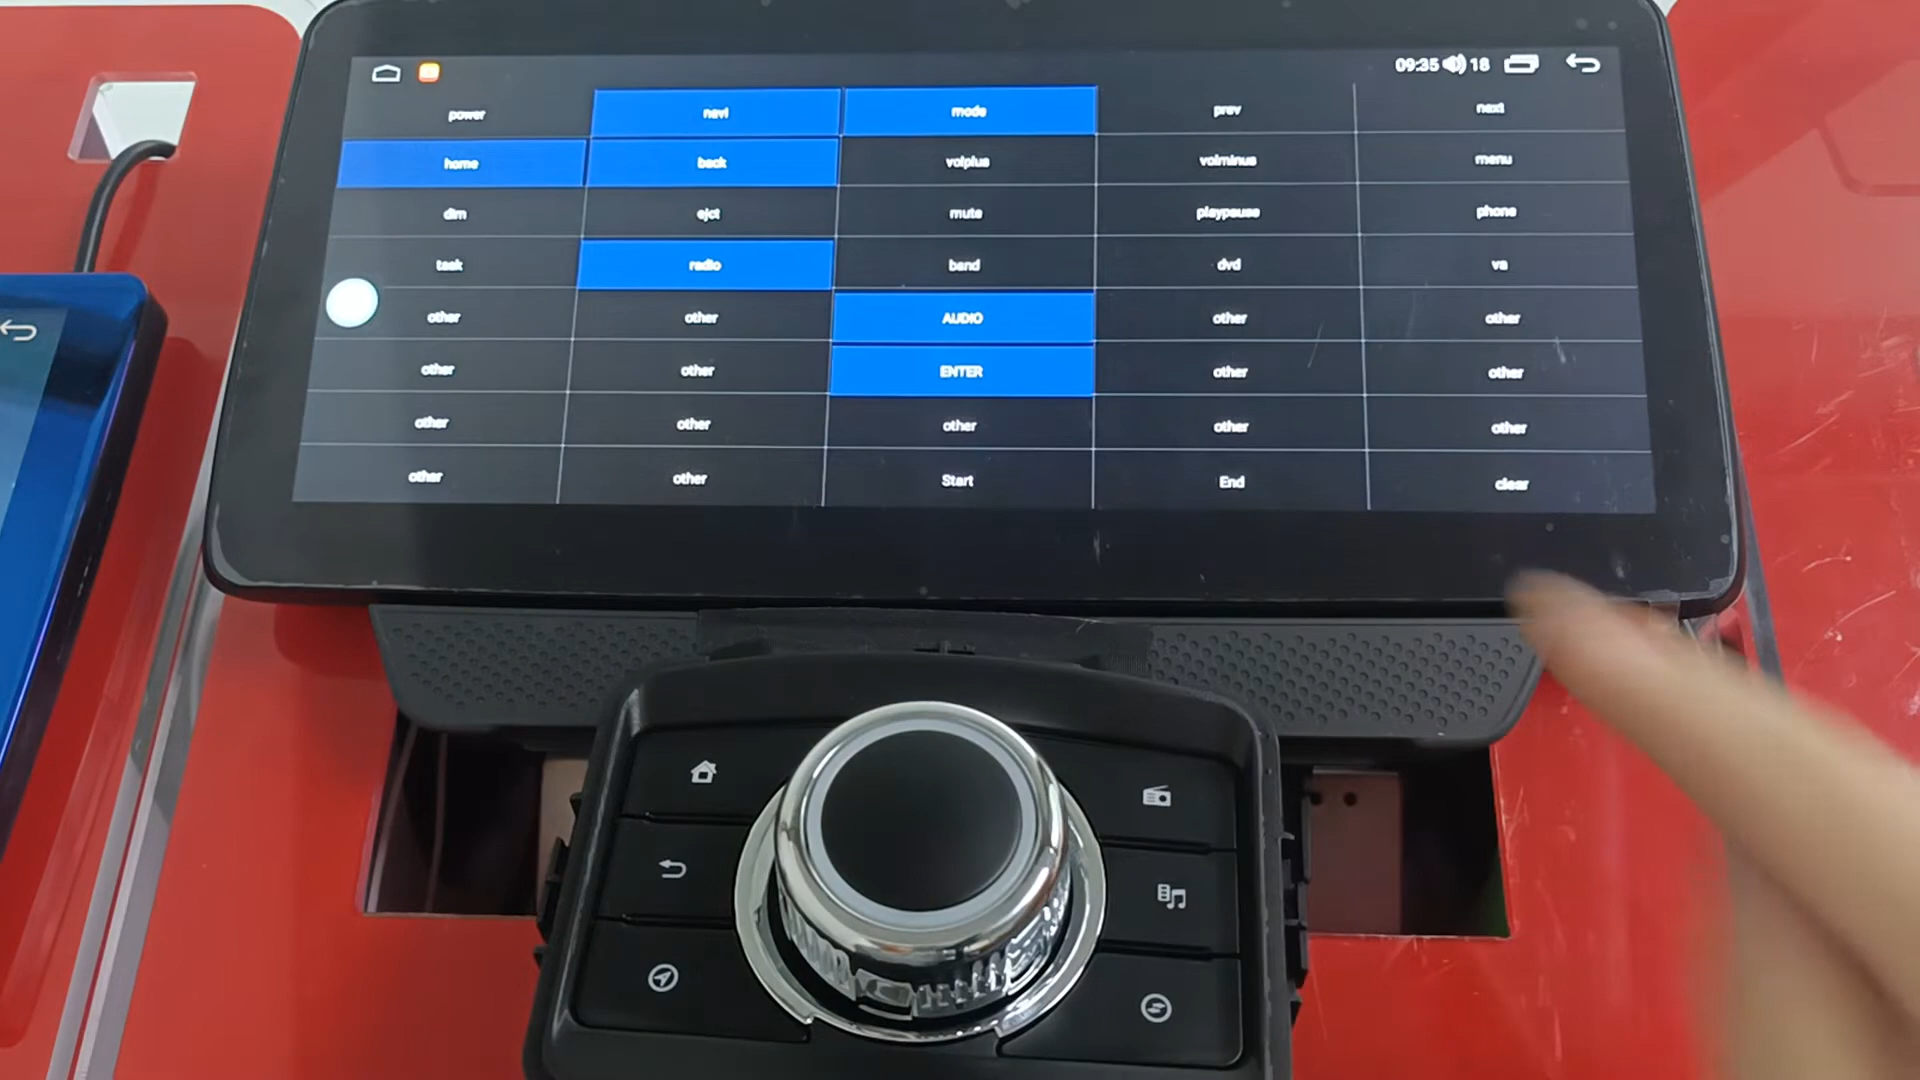 09:35 18
power navi mode prev next
home back volplus volminus menu
dim ejct mute playpause phone
task radio band dvd va
other other AUDIO other other
other other ENTER other other
other other other other other
other other Start End clear